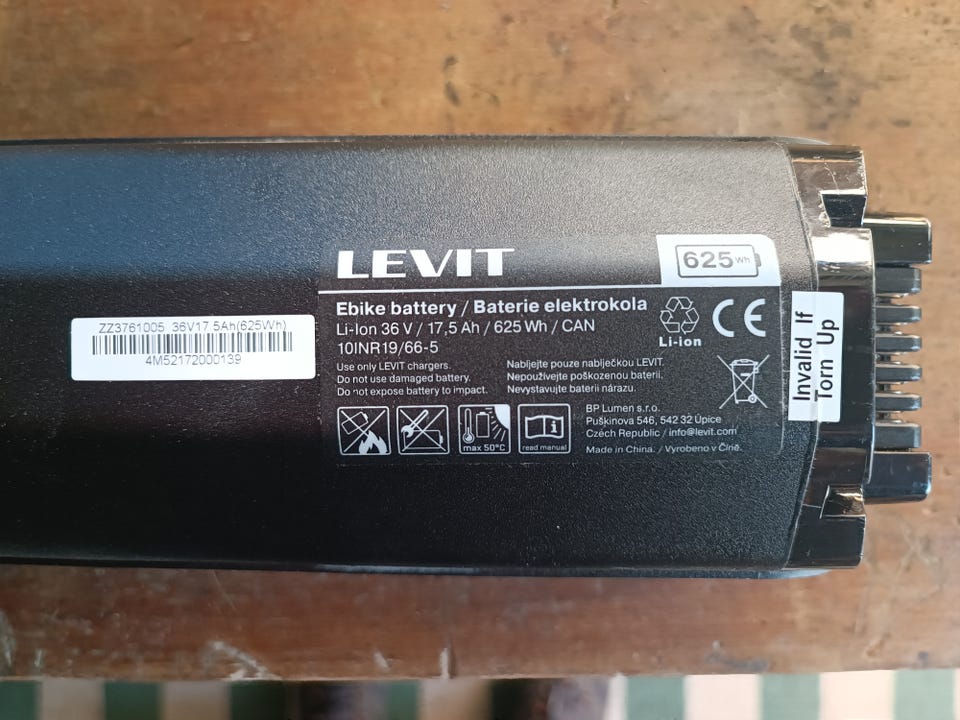 LEVIT
625 Wh
Ebike battery / Baterie elektrokola
Li-Ion 36 V / 17,5 Ah / 625 Wh / CAN
10INR19/66-5
Li-ion
CE
Use only LEVIT chargers.
Do not use damaged battery.
Do not expose battery to impact.
Nabíjejte pouze nabíječkou LEVIT.
Nepoužívejte poškozenou baterii.
Nevystavujte baterii nárazu.
max 50°C
read manual
BP Lumen s.r.o.
Puškinova 546, 542 32 Úpice
Czech Republic / info@levit.com
Made in China. / Vyrobeno v Číně.
ZZ3761005 36V17.5Ah(625Wh)
4M52172000139
Invalid If
Torn Up